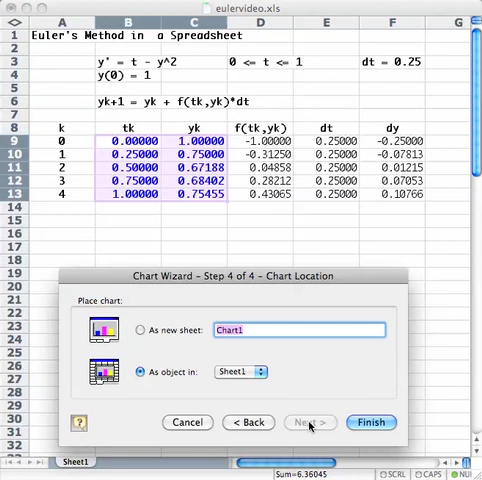 eulervideo.xls
A B C D E F G
1 Euler's Method in a Spreadsheet
2
3 y' = t - y^2 0 <= t <= 1 dt = 0.25
4 y(0) = 1
5
6 yk+1 = yk + f(tk,yk)*dt
7
8 k tk yk f(tk,yk) dt dy
9 0 0.00000 1.00000 -1.00000 0.25000 -0.25000
10 1 0.25000 0.75000 -0.31250 0.25000 -0.07813
11 2 0.50000 0.67188 0.04858 0.25000 0.01215
12 3 0.75000 0.68402 0.28212 0.25000 0.07053
13 4 1.00000 0.75455 0.43065 0.25000 0.10766
14
15
16
17
18
19
20
Chart Wizard - Step 4 of 4 - Chart Location
21
Place chart:
22
23
As new sheet: Chart1
24
25
26
As object in: Sheet1
27
28
29
30
? Cancel < Back Next > Finish
31
32
Sheet1
Sum=6.36045 SCRL CAPS NU